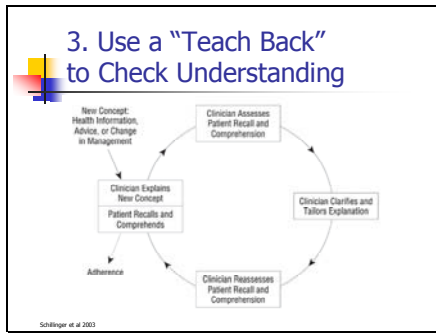 3. Use a “Teach Back”
to Check Understanding
New Concept:
Health Information,
Advice, or Change
in Management
Clinician Assesses
Patient Recall and
Comprehension
Clinician Explains
New Concept
Patient Recalls and
Comprehends
Clinician Clarifies and
Tailors Explanation
Adherence
Clinician Reassesses
Patient Recall and
Comprehension
Schillinger et al 2003